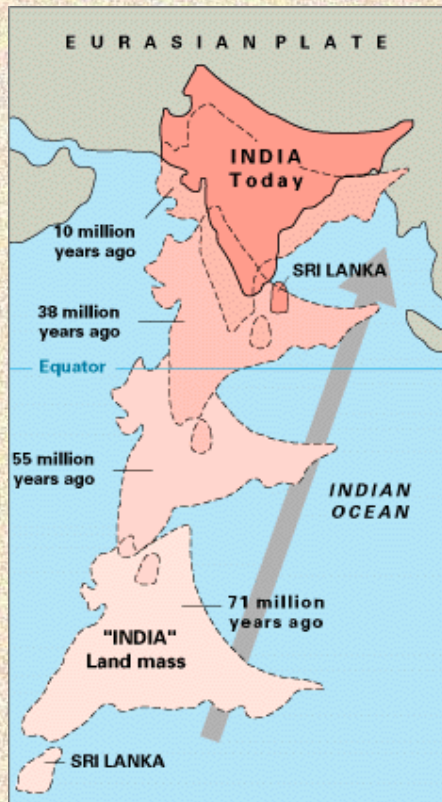 EURASIAN PLATE
INDIA
Today
10 million
years ago
SRI LANKA
38 million
years ago
Equator
55 million
years ago
INDIAN
OCEAN
71 million
years ago
"INDIA"
Land mass
SRI LANKA